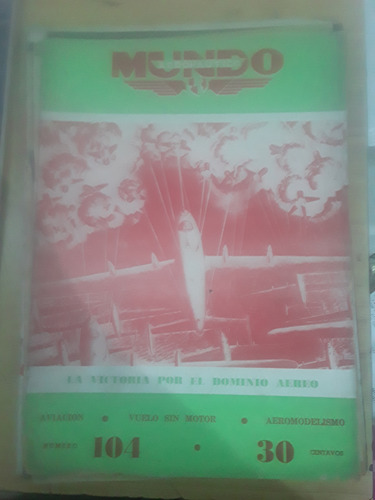 MUNDO
LA VICTORIA POR EL DOMINIO AEREO
AVIACION • VUELO SIN MOTOR • AEROMODELISMO
NUMERO 104 • 30 CENTAVOS